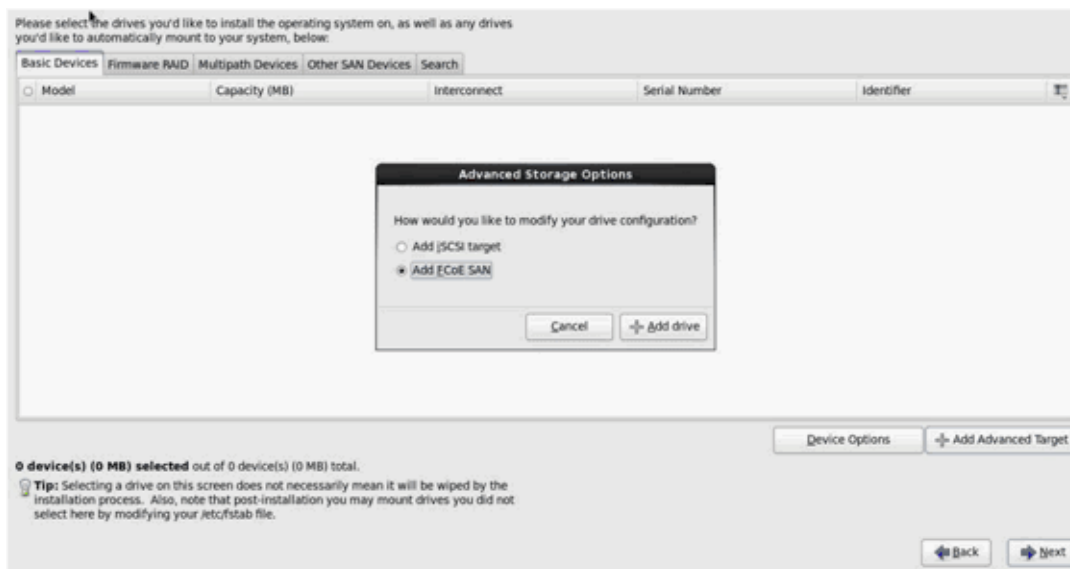 Please select the drives you'd like to install the operating system on, as well as any drives
you'd like to automatically mount to your system, below:
Basic Devices Firmware RAID Multipath Devices Other SAN Devices Search
Model Capacity (MB) Interconnect Serial Number Identifier
Advanced Storage Options
How would you like to modify your drive configuration?
Add iSCSI target
Add FCoE SAN
Cancel Add drive
Device Options Add Advanced Target
0 device(s) (0 MB) selected out of 0 device(s) (0 MB) total.
Tip: Selecting a drive on this screen does not necessarily mean it will be wiped by the
installation process. Also, note that post-installation you may mount drives you did not
select here by modifying your /etc/fstab file.
Back Next